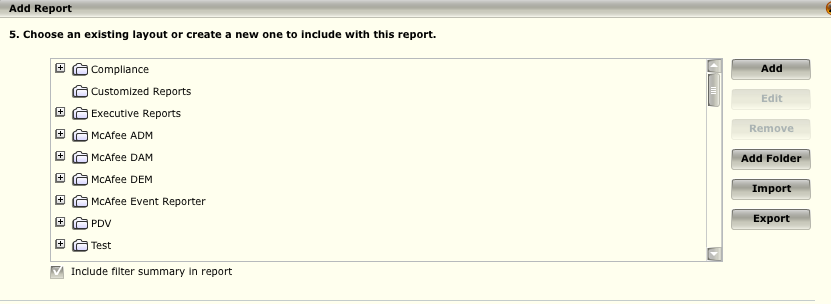 Add Report
5. Choose an existing layout or create a new one to include with this report.
Compliance
Customized Reports
Executive Reports
McAfee ADM
McAfee DAM
McAfee DEM
McAfee Event Reporter
PDV
Test
Add
Edit
Remove
Add Folder
Import
Export
Include filter summary in report